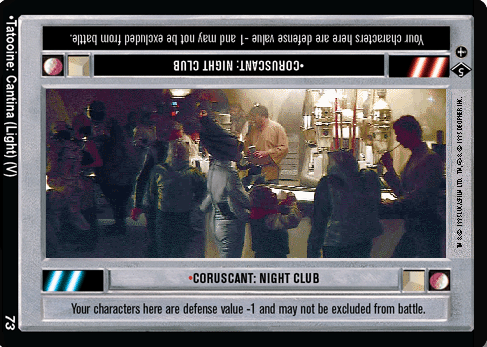 Your characters here are defense value -1 and may not be excluded from battle.
•CORUSCANT: NIGHT CLUB
5
•Tatooine: Cantina (Light) (V)
73
•CORUSCANT: NIGHT CLUB
Your characters here are defense value -1 and may not be excluded from battle.